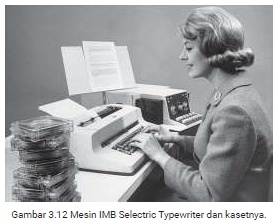 Gambar 3.12 Mesin IMB Selectric Typewriter dan kasetnya.